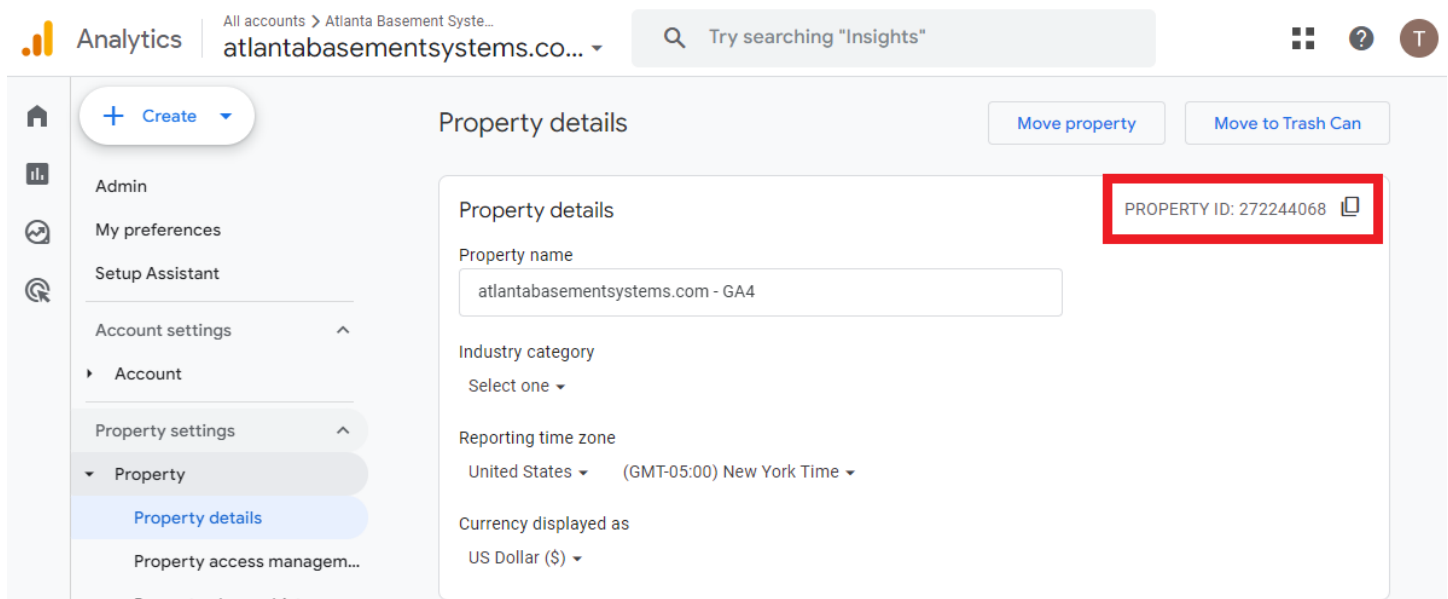 All accounts > Atlanta Basement Syste...
Analytics
atlantabasementsystems.co...
Try searching "Insights"
T
Create
Admin
My preferences
Setup Assistant
Account settings
Account
Property settings
Property
Property details
Property access managem...
Property details
Move property
Move to Trash Can
Property details
PROPERTY ID: 272244068
Property name
atlantabasementsystems.com - GA4
Industry category
Select one
Reporting time zone
United States (GMT-05:00) New York Time
Currency displayed as
US Dollar ($)